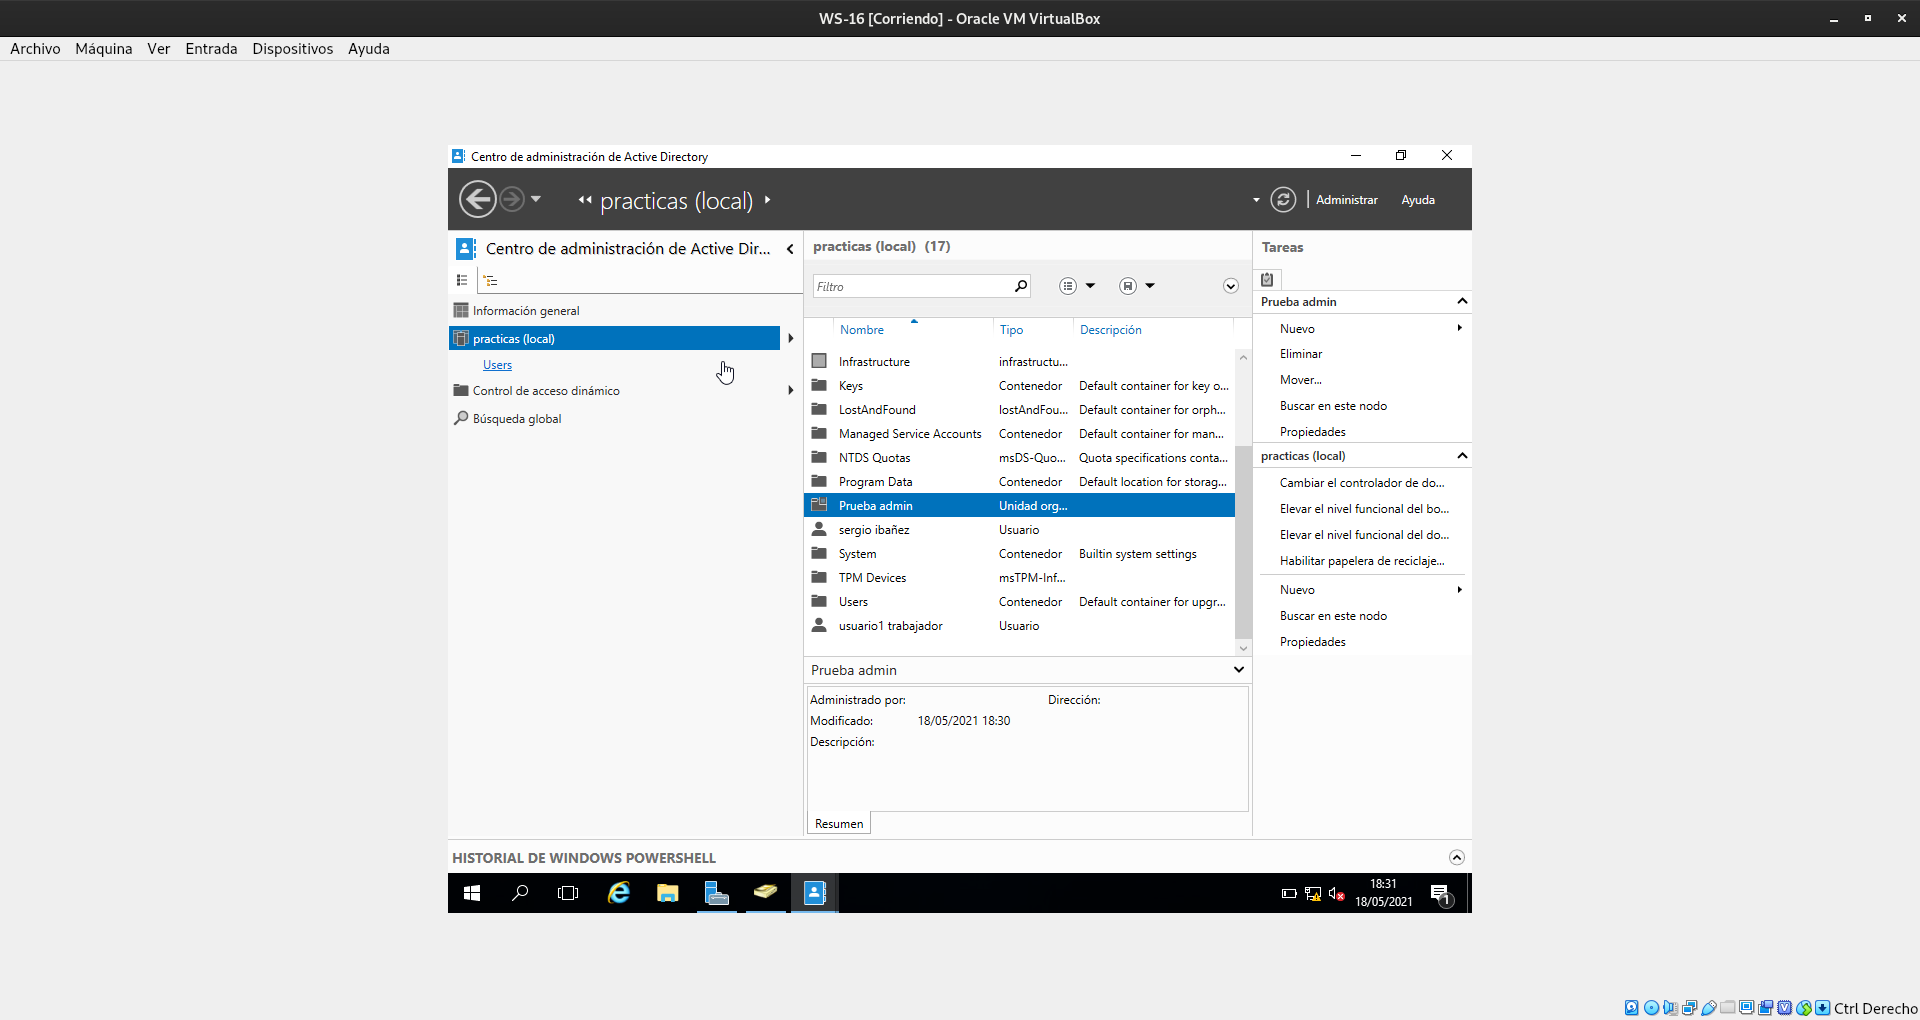 WS-16 [Corriendo] - Oracle VM VirtualBox
Archivo Máquina Ver Entrada Dispositivos Ayuda
Centro de administración de Active Directory
practicas (local)
Administrar Ayuda
Centro de administración de Active Dir...
Información general
practicas (local)
Users
Control de acceso dinámico
Búsqueda global
practicas (local) (17)
Filtro
Nombre Tipo Descripción
Infrastructure infrastructu...
Keys Contenedor Default container for key o...
LostAndFound lostAndFou... Default container for orph...
Managed Service Accounts Contenedor Default container for man...
NTDS Quotas msDS-Quo... Quota specifications conta...
Program Data Contenedor Default location for storag...
Prueba admin Unidad org...
sergio ibañez Usuario
System Contenedor Builtin system settings
TPM Devices msTPM-Inf...
Users Contenedor Default container for upgr...
usuario1 trabajador Usuario
Prueba admin
Administrado por: Dirección:
Modificado: 18/05/2021 18:30
Descripción:
Resumen
Tareas
Prueba admin
Nuevo
Eliminar
Mover...
Buscar en este nodo
Propiedades
practicas (local)
Cambiar el controlador de do...
Elevar el nivel funcional del bo...
Elevar el nivel funcional del do...
Habilitar papelera de reciclaje...
Nuevo
Buscar en este nodo
Propiedades
HISTORIAL DE WINDOWS POWERSHELL
18:31
18/05/2021
1
Ctrl Derecho